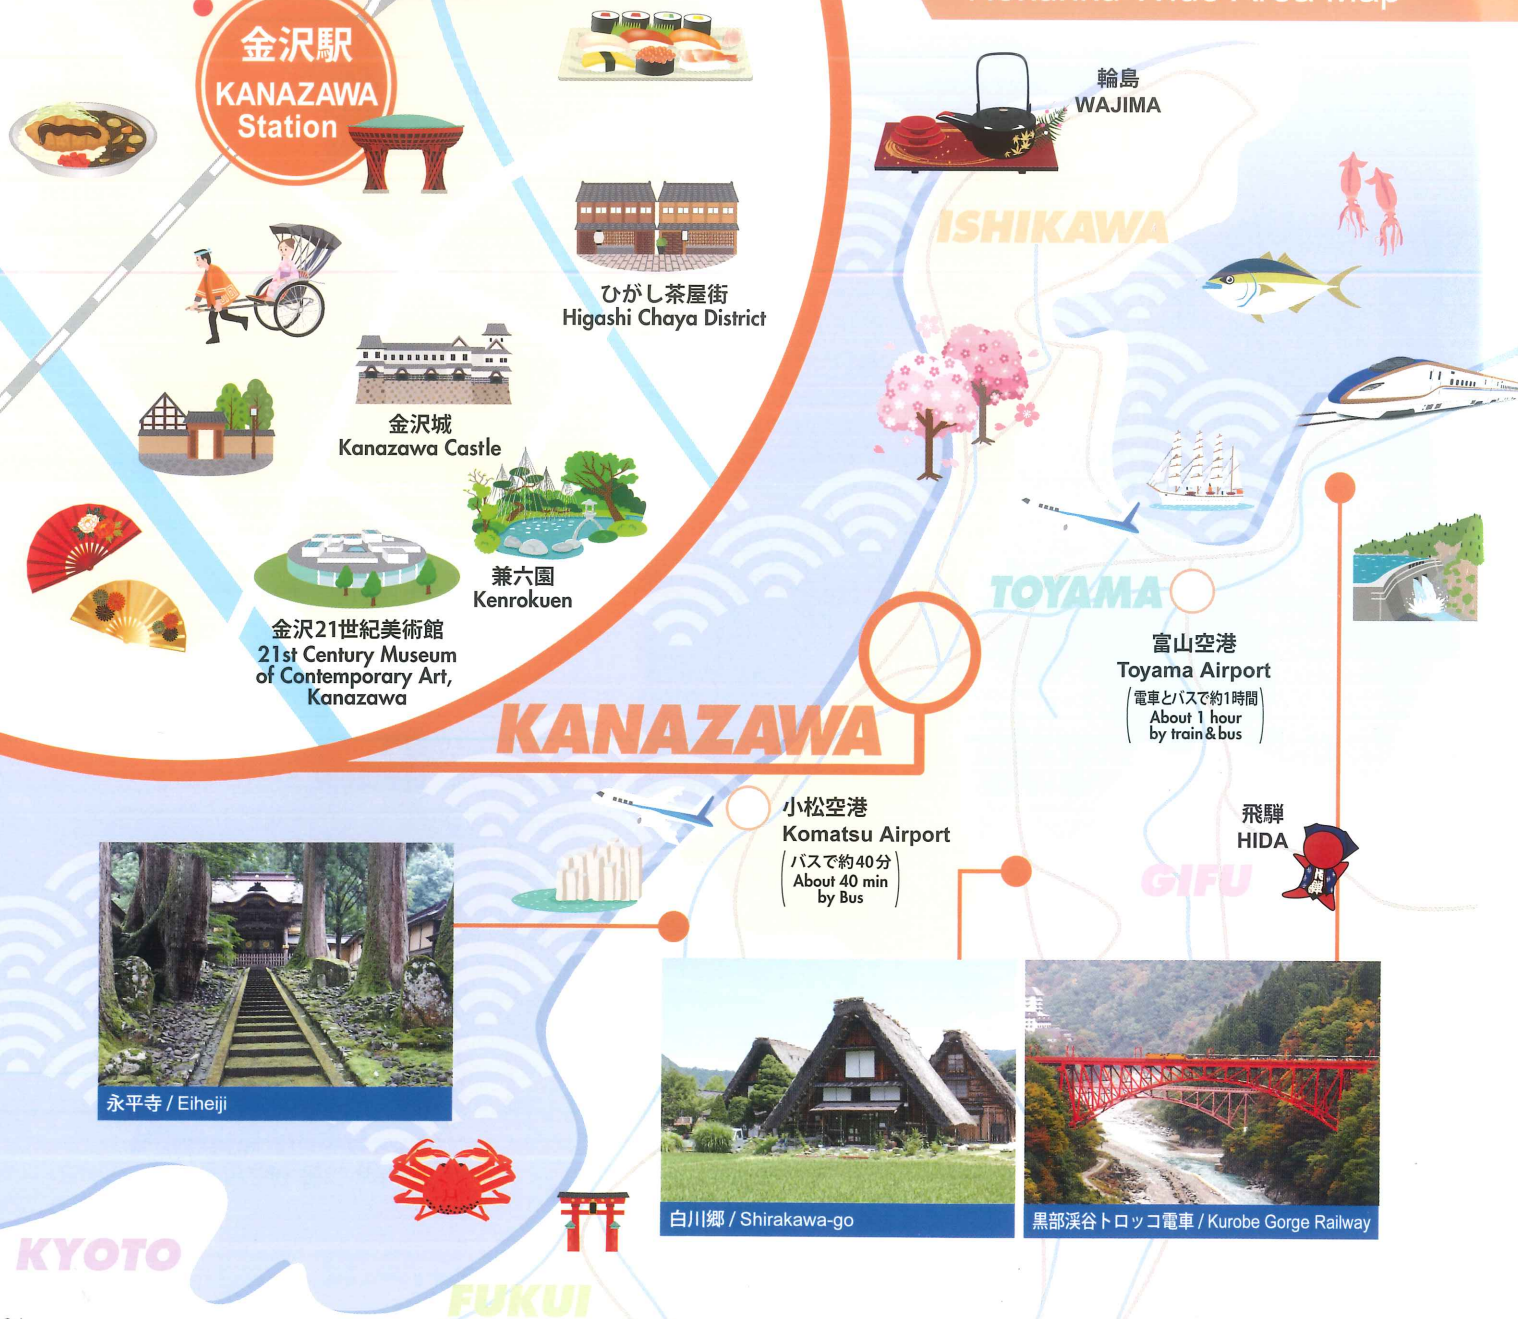 金沢駅
KANAZAWA
Station
輪島
WAJIMA
ISHIKAWA
ひがし茶屋街
Higashi Chaya District
金沢城
Kanazawa Castle
兼六園
Kenrokuen
金沢21世紀美術館
21st Century Museum
of Contemporary Art,
Kanazawa
TOYAMA
富山空港
Toyama Airport
(電車とバスで約1時間
About 1 hour
by train & bus)
KANAZAWA
小松空港
Komatsu Airport
(バスで約40分
About 40 min
by Bus)
飛騨
HIDA
GIFU
飛騨
永平寺 / Eiheiji
白川郷 / Shirakawa-go
黒部渓谷トロッコ電車 / Kurobe Gorge Railway
KYOTO
FUKUI